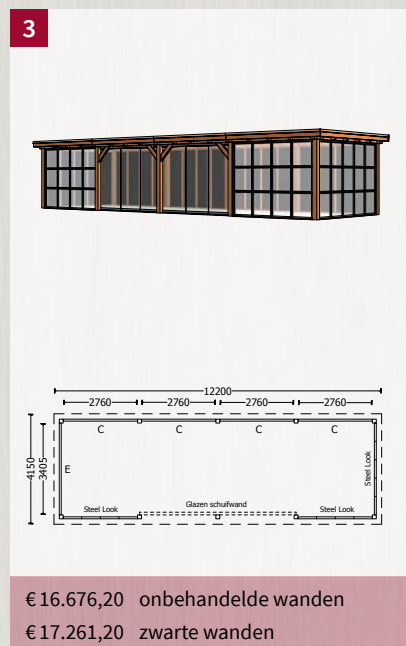 3
12200
2760 2760 2760 2760
C C C C
4150
3405
E
Steel Look
Steel Look
Glazen schuifwand
Steel Look
€ 16.676,20 onbehandelde wanden
€ 17.261,20 zwarte wanden